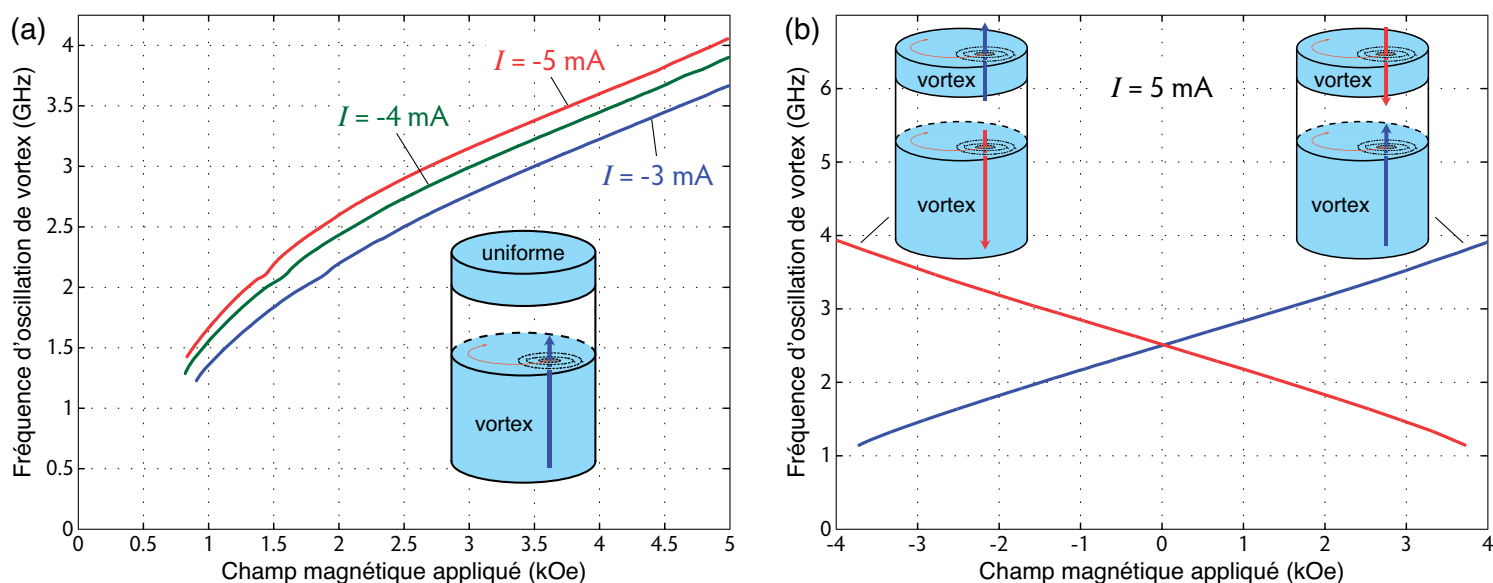 (a)
Fréquence d'oscillation de vortex (GHz)
4
3.5
3
2.5
2
1.5
1
0.5
0
I = -5 mA
I = -4 mA
I = -3 mA
uniforme
vortex
0 0.5 1 1.5 2 2.5 3 3.5 4 4.5 5
Champ magnétique appliqué (kOe)
(b)
Fréquence d'oscillation de vortex (GHz)
6
5
4
3
2
1
0
vortex
vortex
I = 5 mA
vortex
vortex
-4 -3 -2 -1 0 1 2 3 4
Champ magnétique appliqué (kOe)